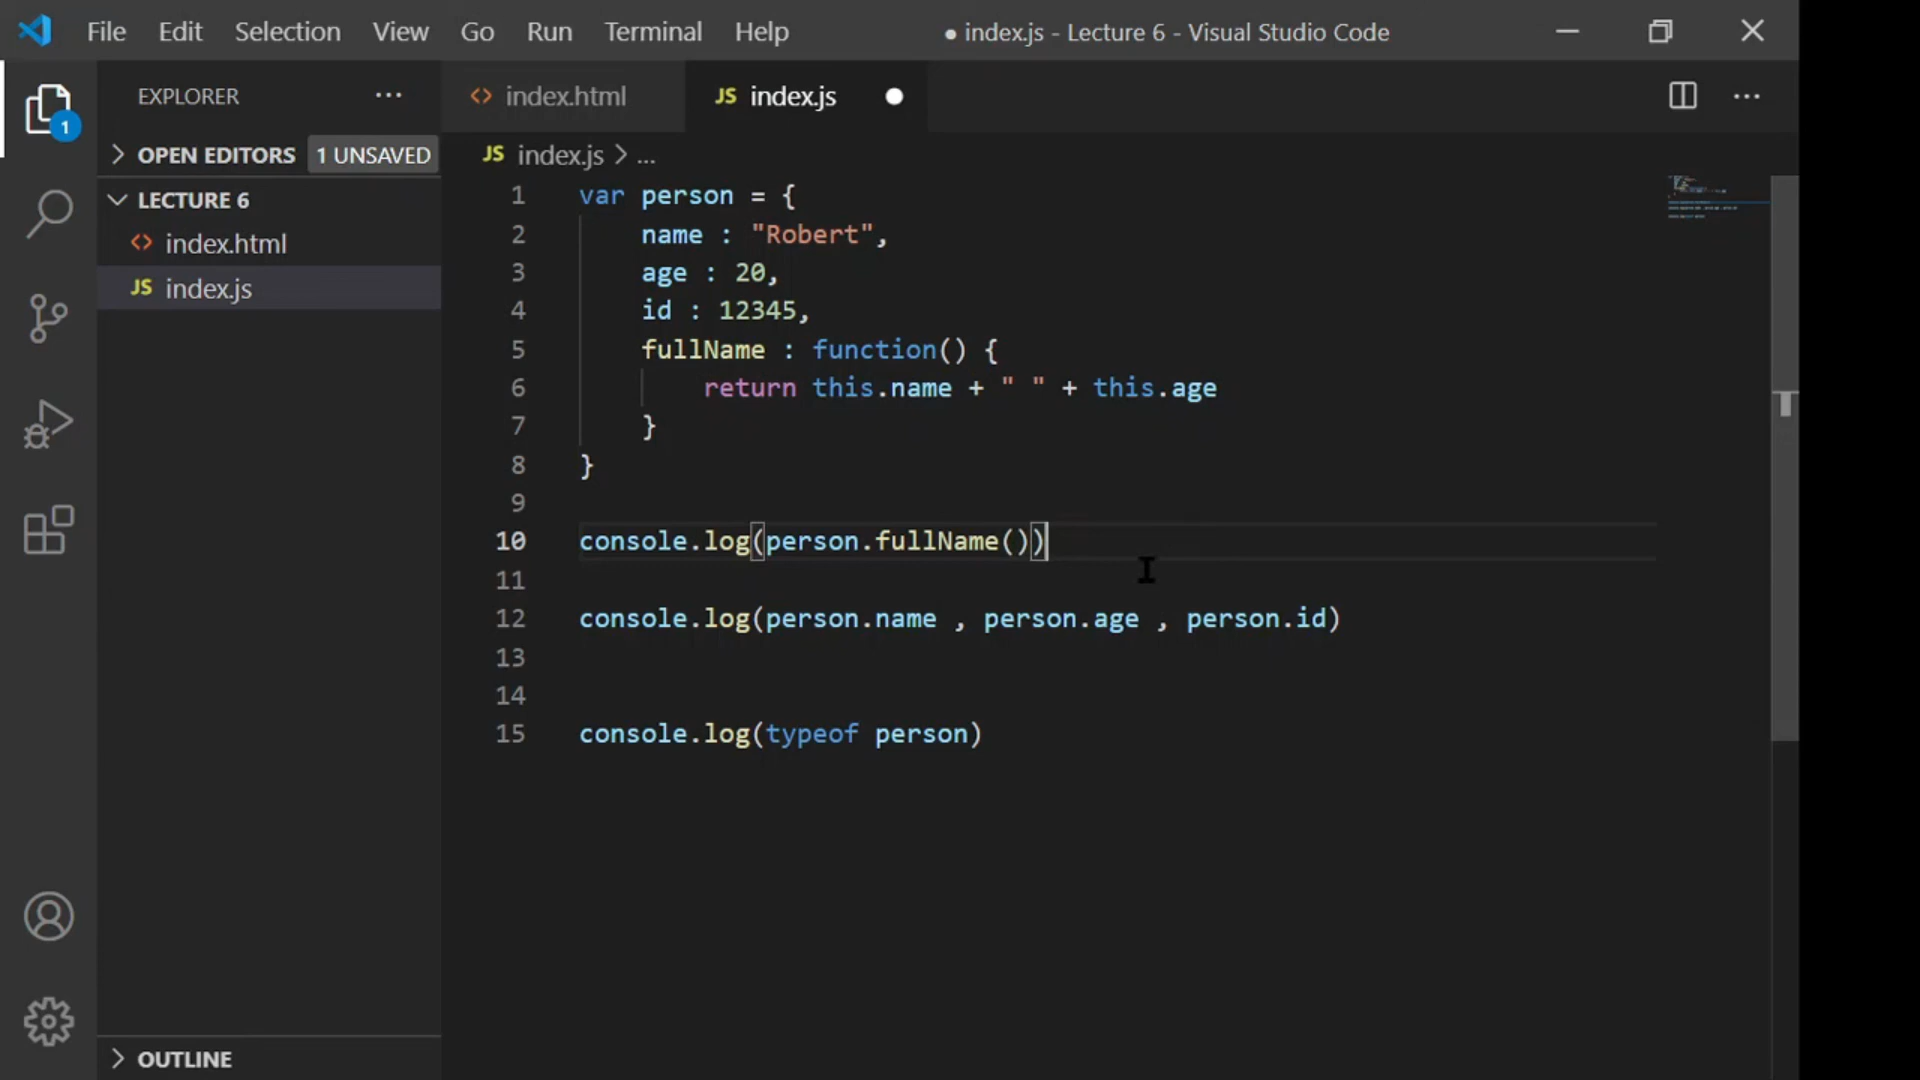 File Edit Selection View Go Run Terminal Help ● index.js - Lecture 6 - Visual Studio Code
EXPLORER ···
<> index.html
JS index.js ●
1
OPEN EDITORS 1 UNSAVED
LECTURE 6
<> index.html
JS index.js
OUTLINE
JS index.js > ...
1 var person = {
2 name : "Robert",
3 age : 20,
4 id : 12345,
5 fullName : function() {
6 return this.name + " " + this.age
7 }
8 }
9
10 console.log(person.fullName())
11
12 console.log(person.name , person.age , person.id)
13
14
15 console.log(typeof person)